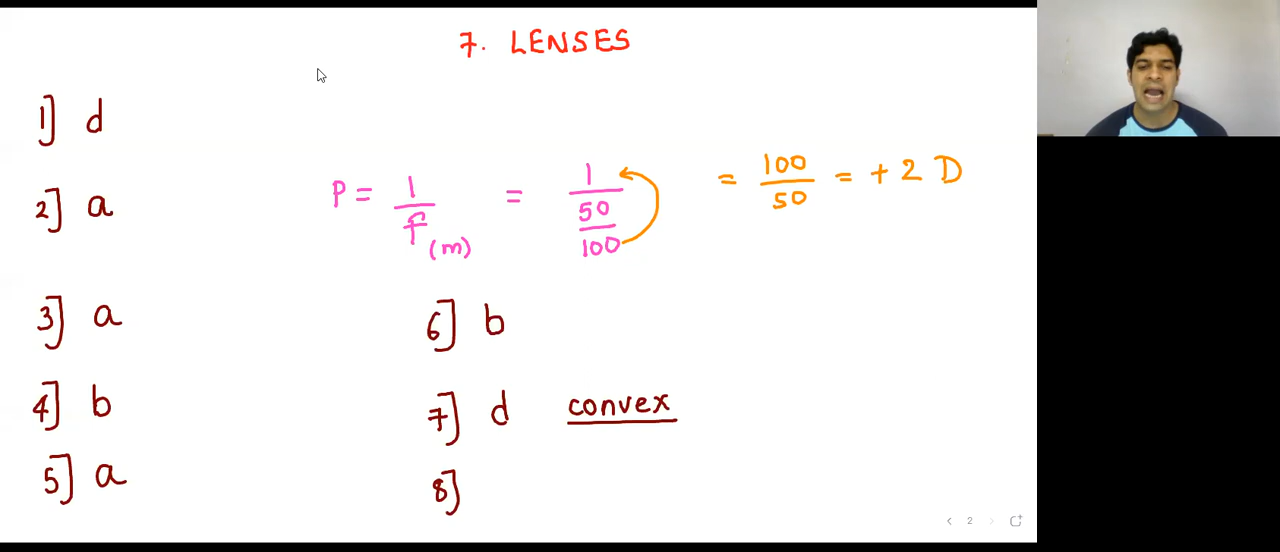 7. LENSES
1] d
2] a
P = 1/f (m) = 1/(50/100) = 100/50 = + 2 D
3] a
4] b
5] a
6] b
7] d convex
8]
2